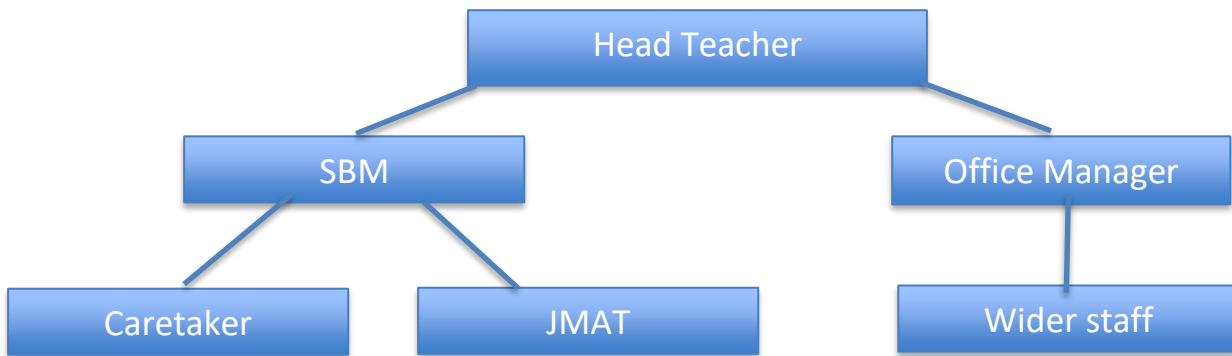 Head Teacher
SBM
Office Manager
Caretaker
JMAT
Wider staff